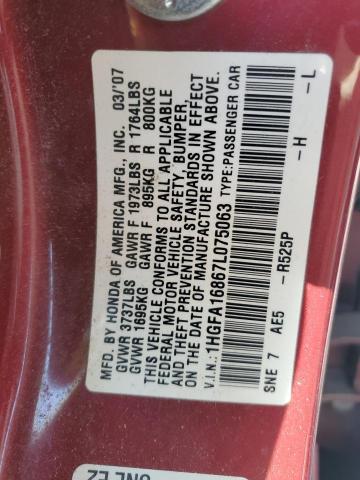 MFD. BY HONDA OF AMERICA MFG., INC. 03/'07
GVWR 3737LBS GAWR F 1973LBS R 1764LBS
GVWR 1695KG GAWR F 895KG R 800KG
THIS VEHICLE CONFORMS TO ALL APPLICABLE
FEDERAL MOTOR VEHICLE SAFETY, BUMPER,
AND THEFT PREVENTION STANDARDS IN EFFECT
ON THE DATE OF MANUFACTURE SHOWN ABOVE.
V.I.N.: 1HGFA16867L075063 TYPE:PASSENGER CAR
SNE 7 AE5 -R525P -H -L